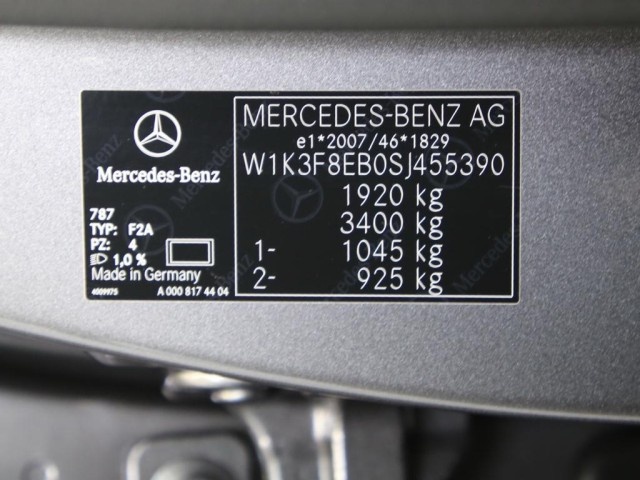 Mercedes-Benz
787
TYP: F2A
PZ: 4
1,0 %
Made in Germany
4009975
A 000 817 44 04
MERCEDES-BENZ AG
e1*2007/46*1829
W1K3F8EB0SJ455390
1920 kg
3400 kg
1- 1045 kg
2- 925 kg